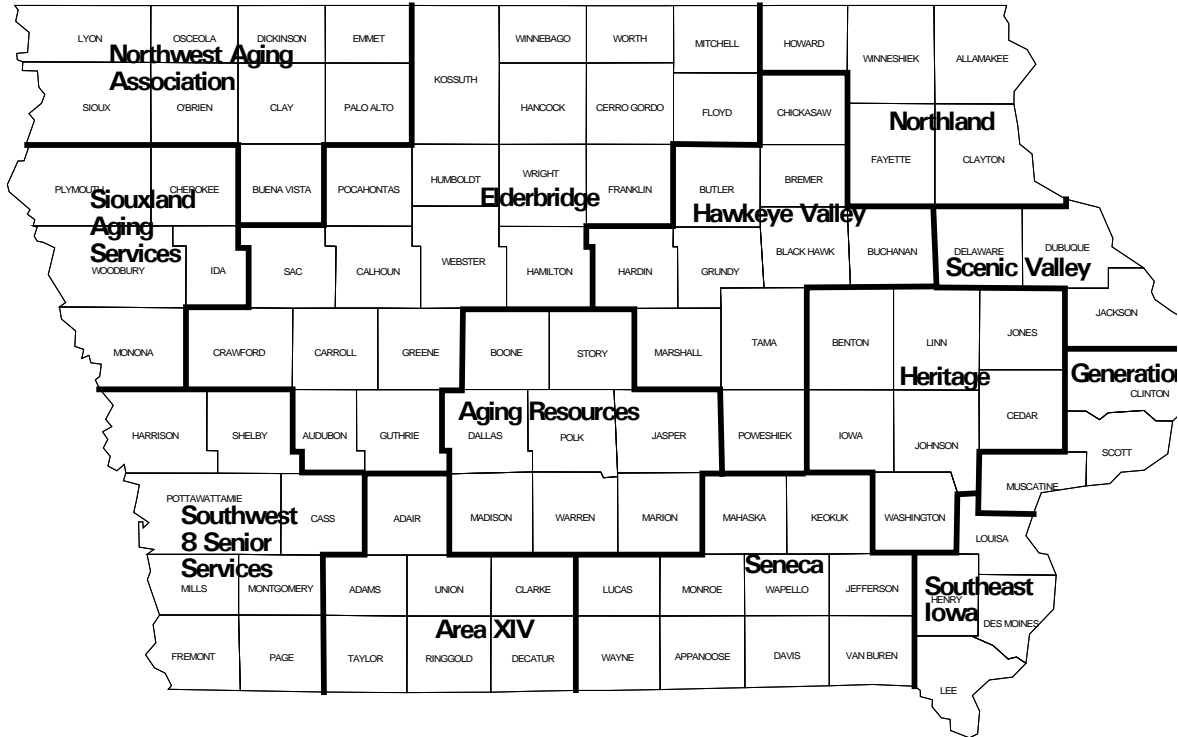 LYON OSCEOLA DICKINSON EMMET WINNEBAGO WORTH MITCHELL HOWARD
Northwest Aging
Association
KOSSUTH WINNESHIEK ALLAMAKEE
SIOUX O'BRIEN CLAY PALO ALTO HANCOCK CERRO GORDO FLOYD CHICKASAW
Northland
FAYETTE CLAYTON
PLYMOUTH CHEROKEE BUENA VISTA POCAHONTAS HUMBOLDT WRIGHT FRANKLIN BUTLER BREMER
Siouxland
Aging
Services
Elderbridge
Hawkeye Valley
WOODBURY IDA SAC CALHOUN WEBSTER HAMILTON HARDIN GRUNDY BLACK HAWK BUCHANAN DELAWARE DUBUQUE
Scenic Valley
JACKSON
MONONA CRAWFORD CARROLL GREENE BOONE STORY MARSHALL TAMA BENTON LINN JONES
Heritage
Generation
CLINTON
HARRISON SHELBY AUDUBON GUTHRIE DALLAS POLK JASPER POWESHIEK IOWA JOHNSON CEDAR
Aging Resources
SCOTT
MUSCATINE
POTTAWATTAMIE CASS ADAIR MADISON WARREN MARION MAHASKA KEOKUK WASHINGTON
Southwest
8 Senior
Services
LOUISA
Seneca
MILLS MONTGOMERY ADAMS UNION CLARKE LUCAS MONROE WAPELLO JEFFERSON HENRY
Southeast
Iowa
DES MOINES
Area XIV
FREMONT PAGE TAYLOR RINGGOLD DECATUR WAYNE APPANOOSE DAVIS VAN BUREN
LEE